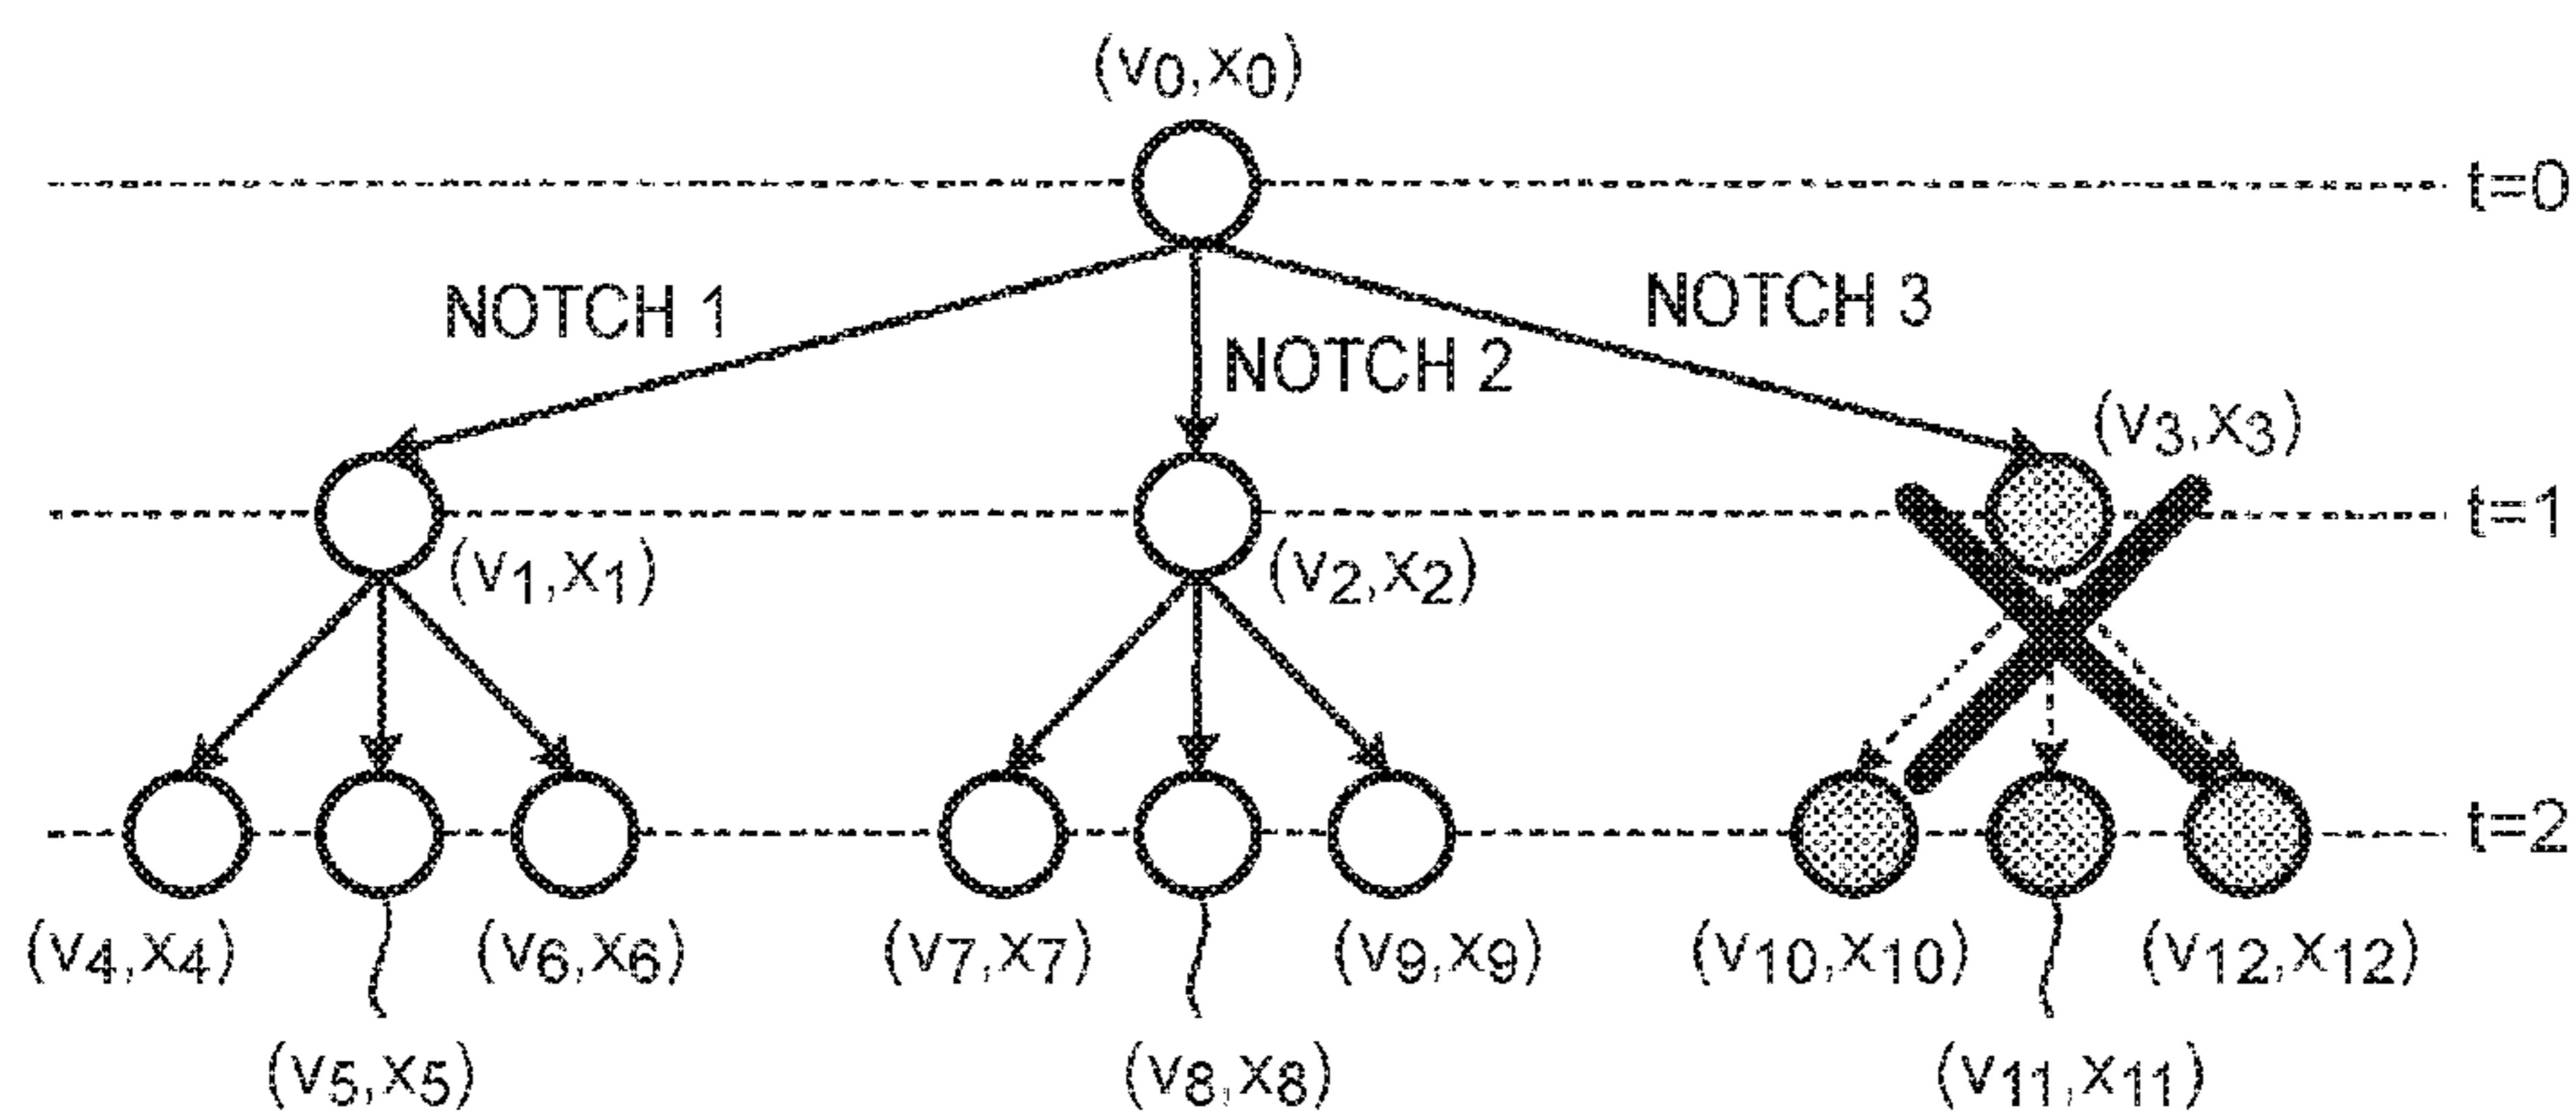 (v0,x0)
t=0
NOTCH 1
NOTCH 2
NOTCH 3
(v3,x3)
t=1
(v1,x1)
(v2,x2)
t=2
(v4,x4)
(v6,x6)
(v7,x7)
(v9,x9)
(v10,x10)
(v12,x12)
(v5,x5)
(v8,x8)
(v11,x11)